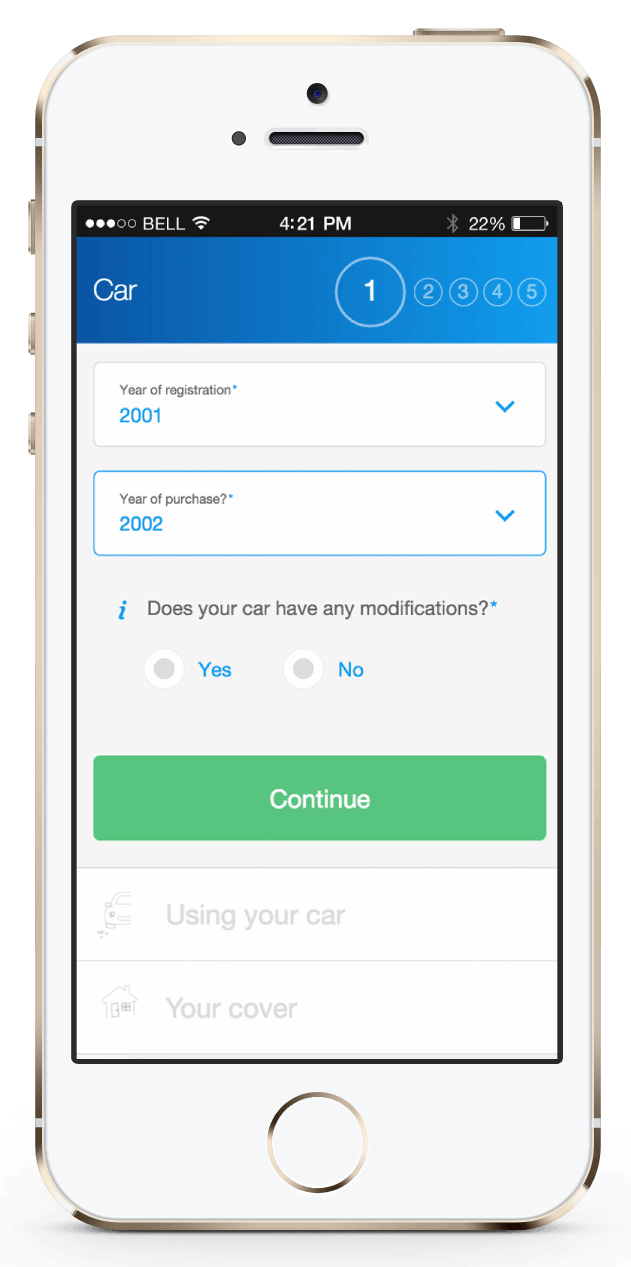 BELL 4:21 PM 22%
Car 1 2 3 4 5
Year of registration*
2001
Year of purchase?*
2002
i Does your car have any modifications?*
Yes No
Continue
Using your car
Your cover